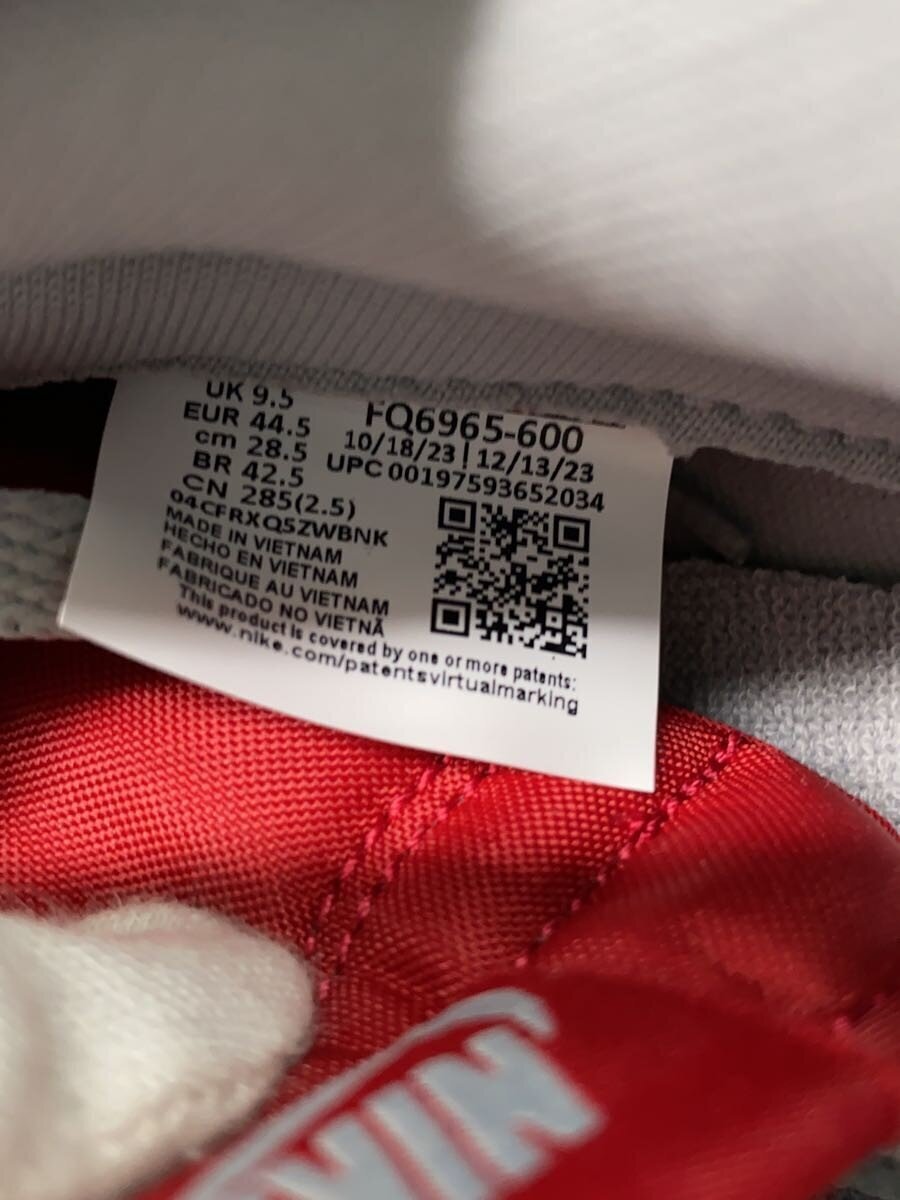 UK 9.5
EUR 44.5
cm 28.5
BR 42.5
CN 285(2.5)
04CFRXQ5ZWBNK
MADE IN VIETNAM
HECHO EN VIETNAM
FABRIQUE AU VIETNAM
FABRICADO NO VIETNÃ
FQ6965-600
10/18/23 | 12/13/23
UPC 00197593652034
This product is covered by one or more patents:
www.nike.com/patentsvirtualmarking